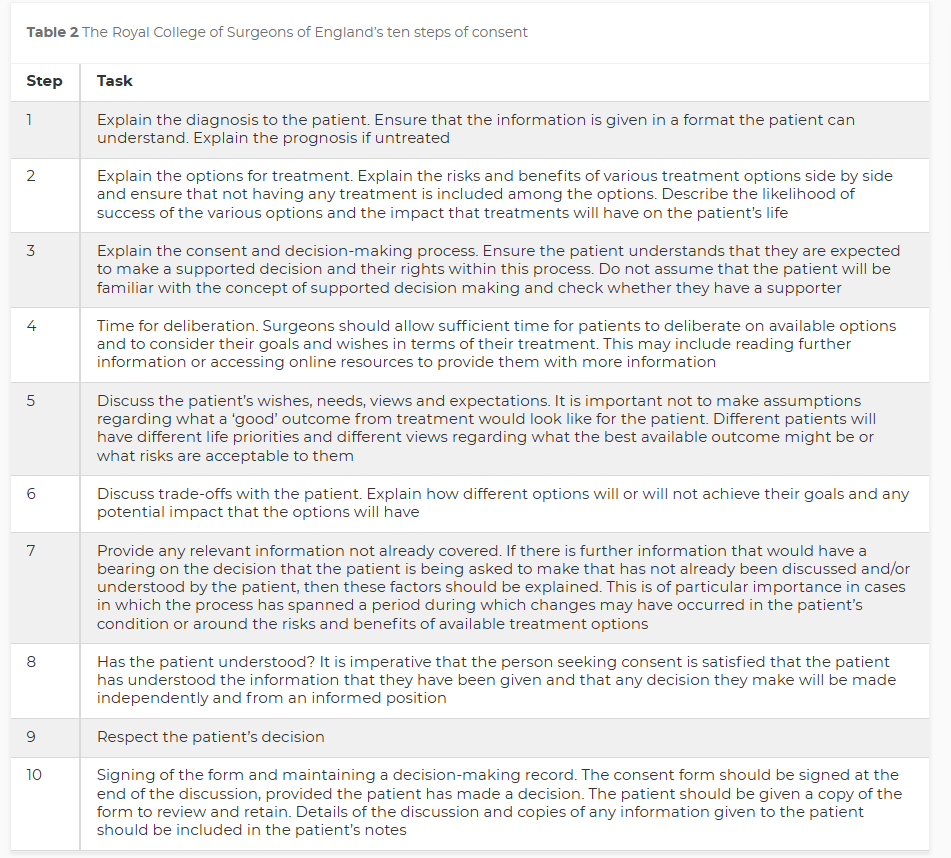 Table 2 The Royal College of Surgeons of England's ten steps of consent
Step Task
1 Explain the diagnosis to the patient. Ensure that the information is given in a format the patient can
understand. Explain the prognosis if untreated
2 Explain the options for treatment. Explain the risks and benefits of various treatment options side by side
and ensure that not having any treatment is included among the options. Describe the likelihood of
success of the various options and the impact that treatments will have on the patient's life
3 Explain the consent and decision-making process. Ensure the patient understands that they are expected
to make a supported decision and their rights within this process. Do not assume that the patient will be
familiar with the concept of supported decision making and check whether they have a supporter
4 Time for deliberation. Surgeons should allow sufficient time for patients to deliberate on available options
and to consider their goals and wishes in terms of their treatment. This may include reading further
information or accessing online resources to provide them with more information
5 Discuss the patient's wishes, needs, views and expectations. It is important not to make assumptions
regarding what a 'good' outcome from treatment would look like for the patient. Different patients will
have different life priorities and different views regarding what the best available outcome might be or
what risks are acceptable to them
6 Discuss trade-offs with the patient. Explain how different options will or will not achieve their goals and any
potential impact that the options will have
7 Provide any relevant information not already covered. If there is further information that would have a
bearing on the decision that the patient is being asked to make that has not already been discussed and/or
understood by the patient, then these factors should be explained. This is of particular importance in cases
in which the process has spanned a period during which changes may have occurred in the patient's
condition or around the risks and benefits of available treatment options
8 Has the patient understood? It is imperative that the person seeking consent is satisfied that the patient
has understood the information that they have been given and that any decision they make will be made
independently and from an informed position
9 Respect the patient's decision
10 Signing of the form and maintaining a decision-making record. The consent form should be signed at the
end of the discussion, provided the patient has made a decision. The patient should be given a copy of the
form to review and retain. Details of the discussion and copies of any information given to the patient
should be included in the patient's notes